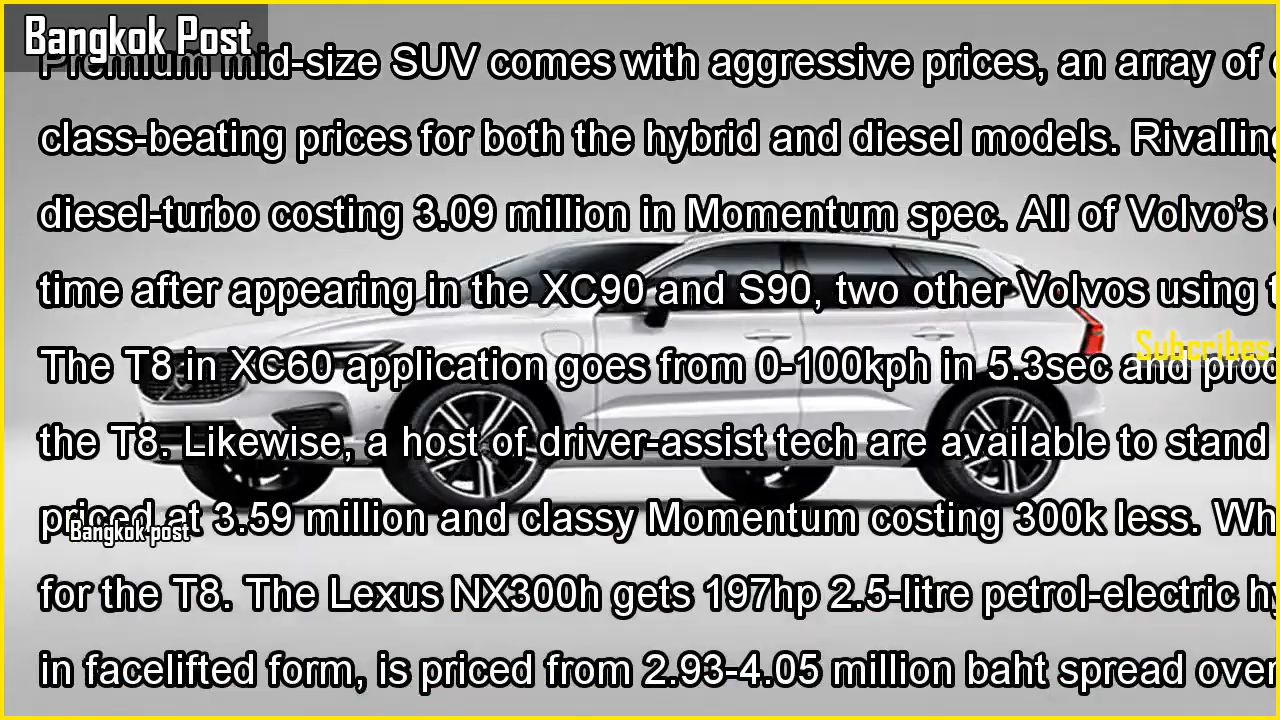 Bangkok Post
Premium mid-size SUV comes with aggressive prices, an array of
class-beating prices for both the hybrid and diesel models. Rivalling
diesel-turbo costing 3.09 million in Momentum spec. All of Volvo's
time after appearing in the XC90 and S90, two other Volvos using
Subcribes
The T8 in XC60 application goes from 0-100kph in 5.3sec and
the T8. Likewise, a host of driver-assist tech are available to stand
priced at 3.59 million and classy Momentum costing 300k less.
Bangkok post
for the T8. The Lexus NX300h gets 197hp 2.5-litre petrol-electric
in facelifted form, is priced from 2.93-4.05 million baht spread over